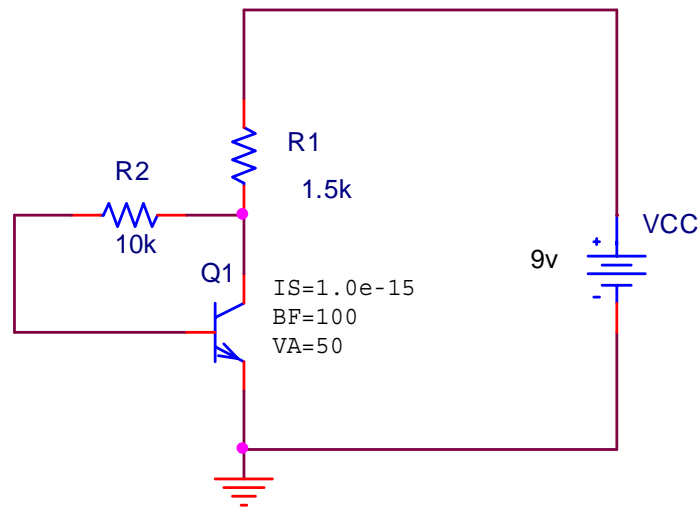 R1
1.5k
R2
10k
Q1
IS=1.0e-15
BF=100
VA=50
VCC
9v
+
-